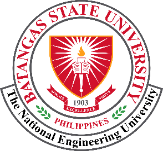 BATANGAS STATE UNIVERSITY
1903
PHILIPPINES
The National Engineering University